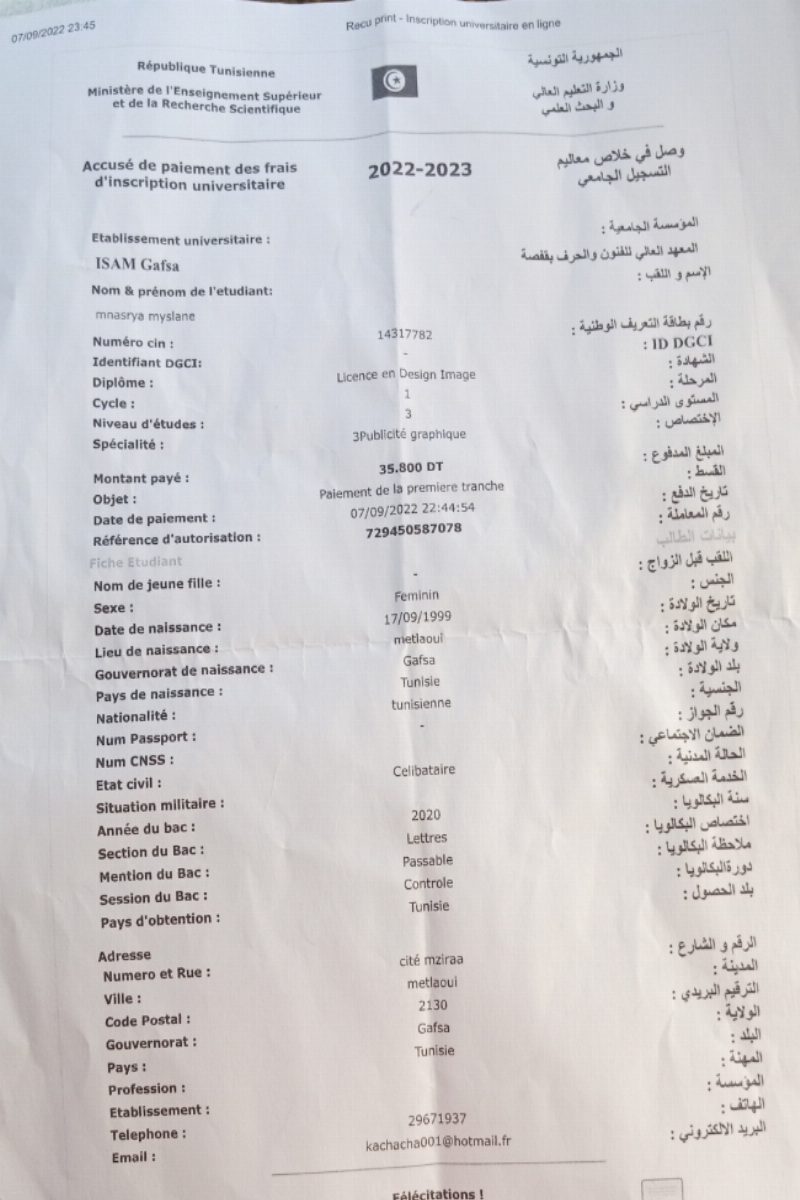 07/09/2022 23:45
Recu print - Inscription universitaire en ligne
République Tunisienne
الجمهورية التونسية
Ministère de l'Enseignement Supérieur
et de la Recherche Scientifique
وزارة التعليم العالي
و البحث العلمي
Accusé de paiement des frais
d'inscription universitaire
2022-2023
وصل في خلاص معاليم
التسجيل الجامعي
Etablissement universitaire :
المؤسسة الجامعية :
ISAM Gafsa
المعهد العالي للفنون والحرف بقفصة
Nom & prénom de l'etudiant:
الإسم و اللقب :
mnasrya myslane
Numéro cin :
14317782
رقم بطاقة التعريف الوطنية :
Identifiant DGCI:
-
ID DGCI :
Diplôme :
Licence en Design Image
الشهادة :
Cycle :
1
المرحلة :
Niveau d'études :
3
المستوى الدراسي :
Spécialité :
3Publicité graphique
الإختصاص :
Montant payé :
35.800 DT
المبلغ المدفوع :
Objet :
Paiement de la premiere tranche
القسط :
Date de paiement :
07/09/2022 22:44:54
تاريخ الدفع :
Référence d'autorisation :
729450587078
رقم المعاملة :
Fiche Etudiant
بيانات الطالب
Nom de jeune fille :
-
اللقب قبل الزواج :
Sexe :
Feminin
الجنس :
Date de naissance :
17/09/1999
تاريخ الولادة :
Lieu de naissance :
metlaoui
مكان الولادة :
Gouvernorat de naissance :
Gafsa
ولاية الولادة :
Pays de naissance :
Tunisie
بلد الولادة :
Nationalité :
tunisienne
الجنسية :
Num Passport :
-
رقم الجواز :
Num CNSS :
الضمان الاجتماعي :
Etat civil :
Celibataire
الحالة المدنية :
Situation militaire :
الخدمة العسكرية :
Année du bac :
2020
سنة البكالويا :
Section du Bac :
Lettres
اختصاص البكالويا :
Mention du Bac :
Passable
ملاحظة البكالويا :
Session du Bac :
Controle
دورةالبكالويا :
Pays d'obtention :
Tunisie
بلد الحصول :
Adresse
Numero et Rue :
cité mziraa
الرقم و الشارع :
Ville :
metlaoui
المدينة :
Code Postal :
2130
الترقيم البريدي :
Gouvernorat :
Gafsa
الولاية :
Pays :
Tunisie
البلد :
Profession :
المهنة :
Etablissement :
المؤسسة :
Telephone :
29671937
الهاتف :
Email :
kachacha001@hotmail.fr
البريد الالكتروني :
Félécitations !